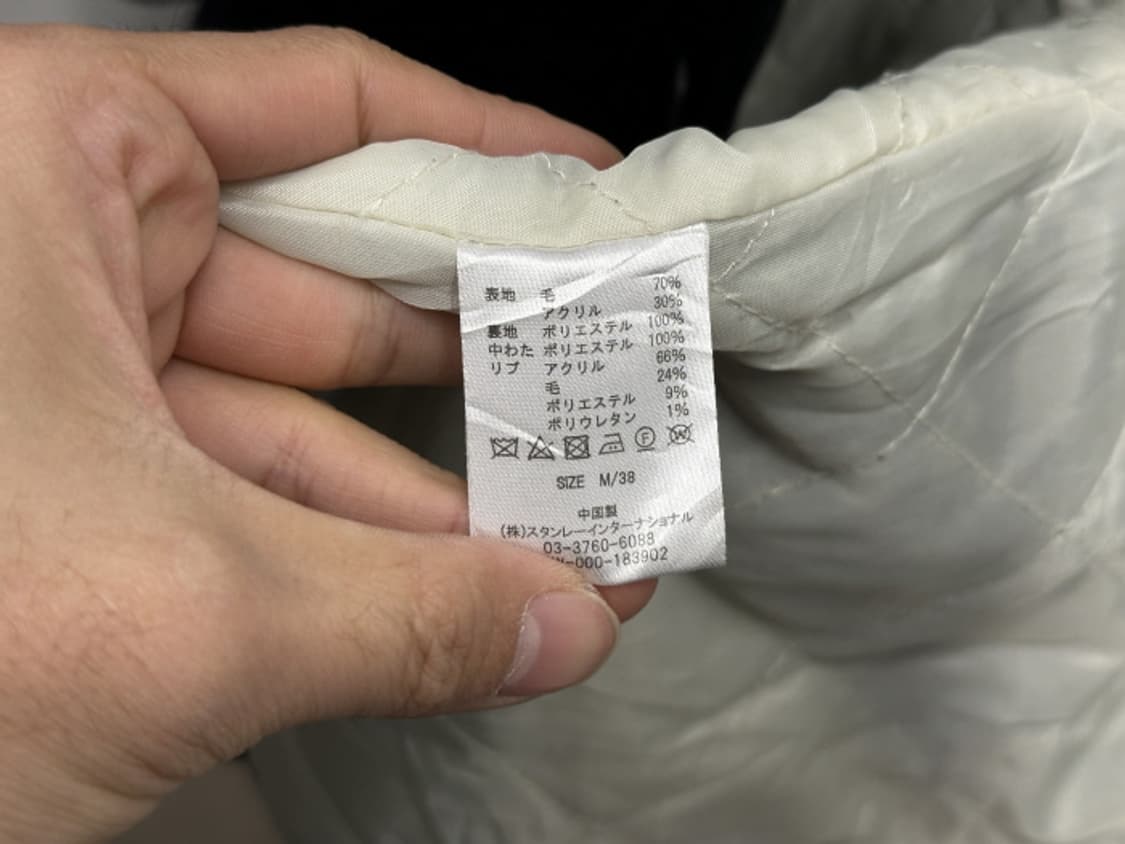 表地 毛 70%
アクリル 30%
裏地 ポリエステル 100%
中わた ポリエステル 100%
リブ アクリル 66%
毛 24%
ポリエステル 9%
ポリウレタン 1%
F W
SIZE M/38
中国製
(株)スタンレーインターナショナル
03-3760-6088
-000-183902